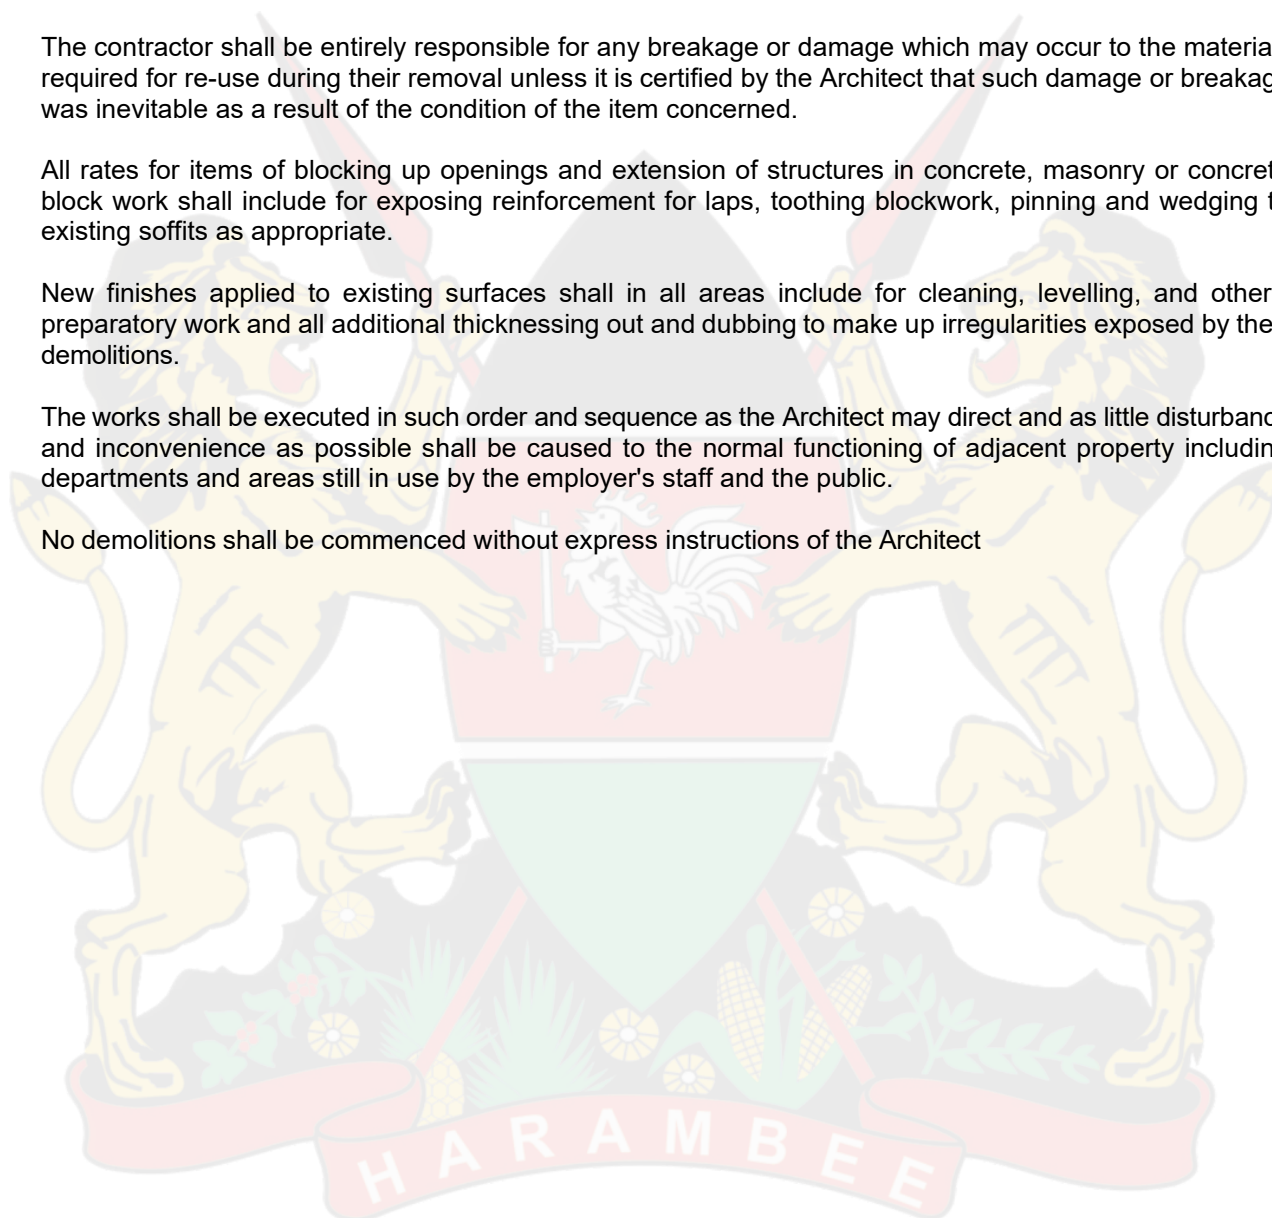 The contractor shall be entirely responsible for any breakage or damage which may occur to the materia
required for re-use during their removal unless it is certified by the Architect that such damage or breakag
was inevitable as a result of the condition of the item concerned.
All rates for items of blocking up openings and extension of structures in concrete, masonry or concret
block work shall include for exposing reinforcement for laps, toothing blockwork, pinning and wedging t
existing soffits as appropriate.
New finishes applied to existing surfaces shall in all areas include for cleaning, levelling, and other
preparatory work and all additional thicknessing out and dubbing to make up irregularities exposed by the
demolitions.
The works shall be executed in such order and sequence as the Architect may direct and as little disturbanc
and inconvenience as possible shall be caused to the normal functioning of adjacent property includin
departments and areas still in use by the employer's staff and the public.
No demolitions shall be commenced without express instructions of the Architect
HARAMBEE